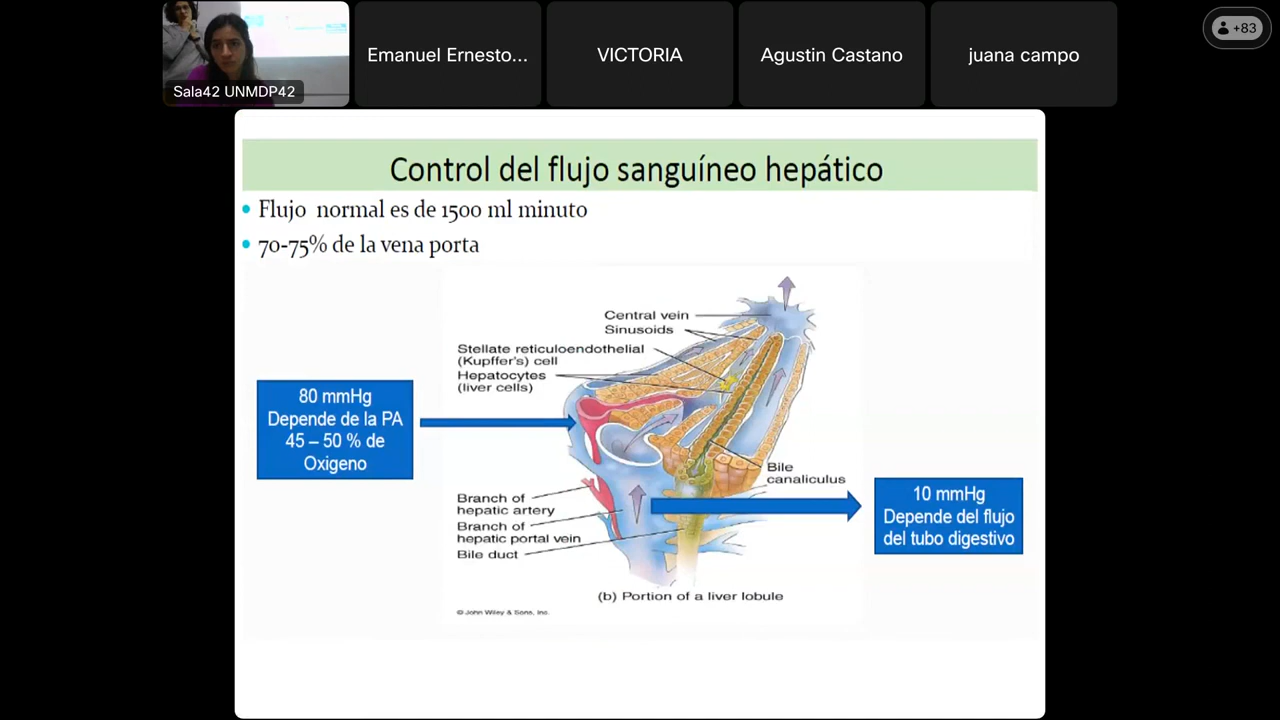 Sala42 UNMDP42
Emanuel Ernesto...
VICTORIA
Agustin Castano
juana campo
+83
Control del flujo sanguíneo hepático
• Flujo normal es de 1500 ml minuto
• 70-75% de la vena porta
Central vein
Sinusoids
Stellate reticuloendothelial
(Kupffer's) cell
Hepatocytes
(liver cells)
80 mmHg
Depende de la PA
45 – 50 % de
Oxigeno
Bile
canaliculus
Branch of
hepatic artery
Branch of
hepatic portal vein
Bile duct
10 mmHg
Depende del flujo
del tubo digestivo
(b) Portion of a liver lobule
© John Wiley & Sons, Inc.